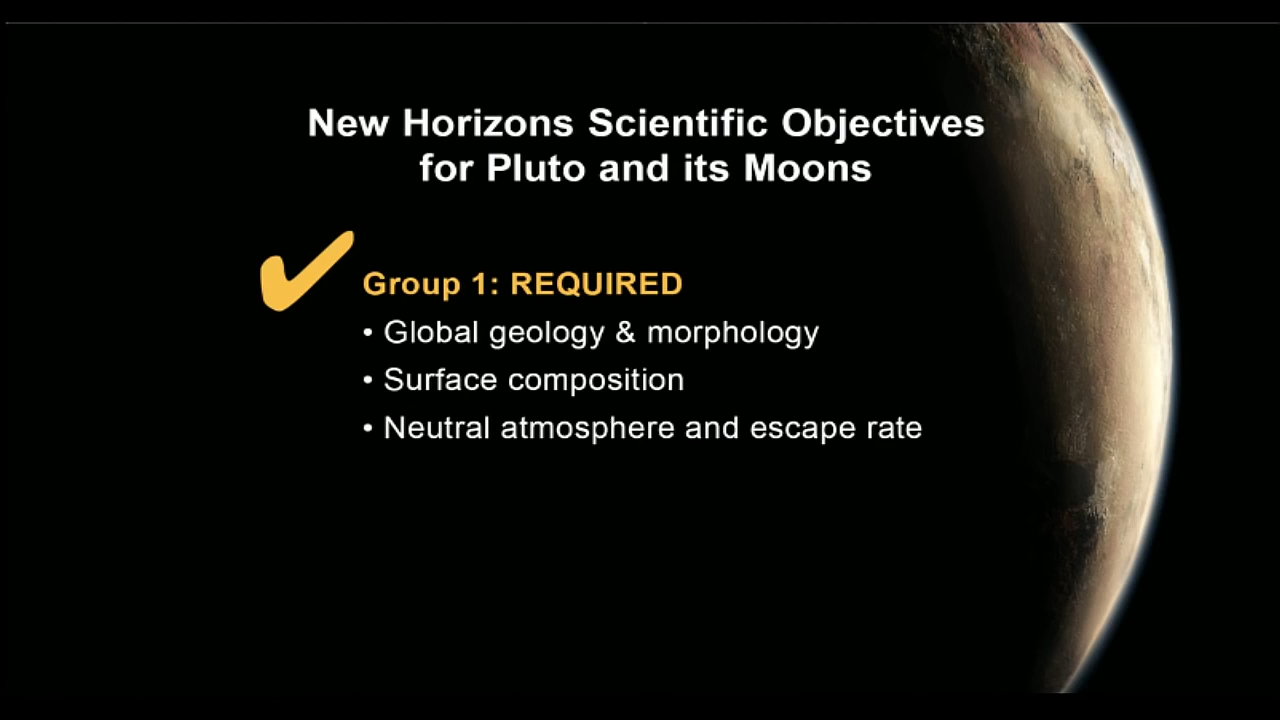 New Horizons Scientific Objectives
for Pluto and its Moons
✔ Group 1: REQUIRED
• Global geology & morphology
• Surface composition
• Neutral atmosphere and escape rate